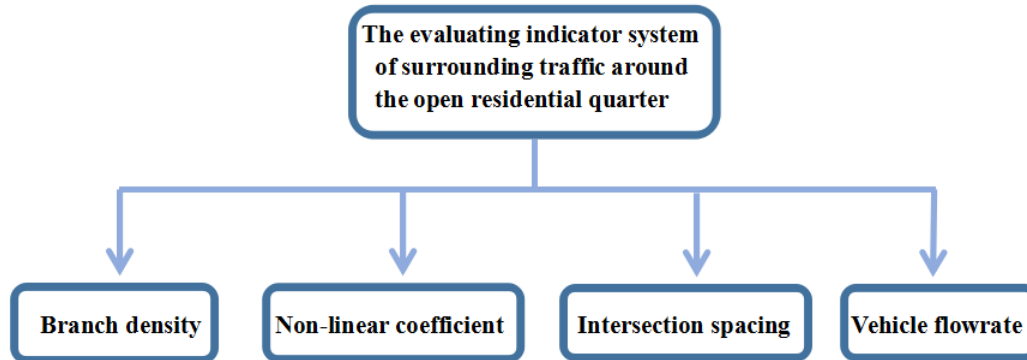 The evaluating indicator system
of surrounding traffic around
the open residential quarter
Branch density
Non-linear coefficient
Intersection spacing
Vehicle flowrate